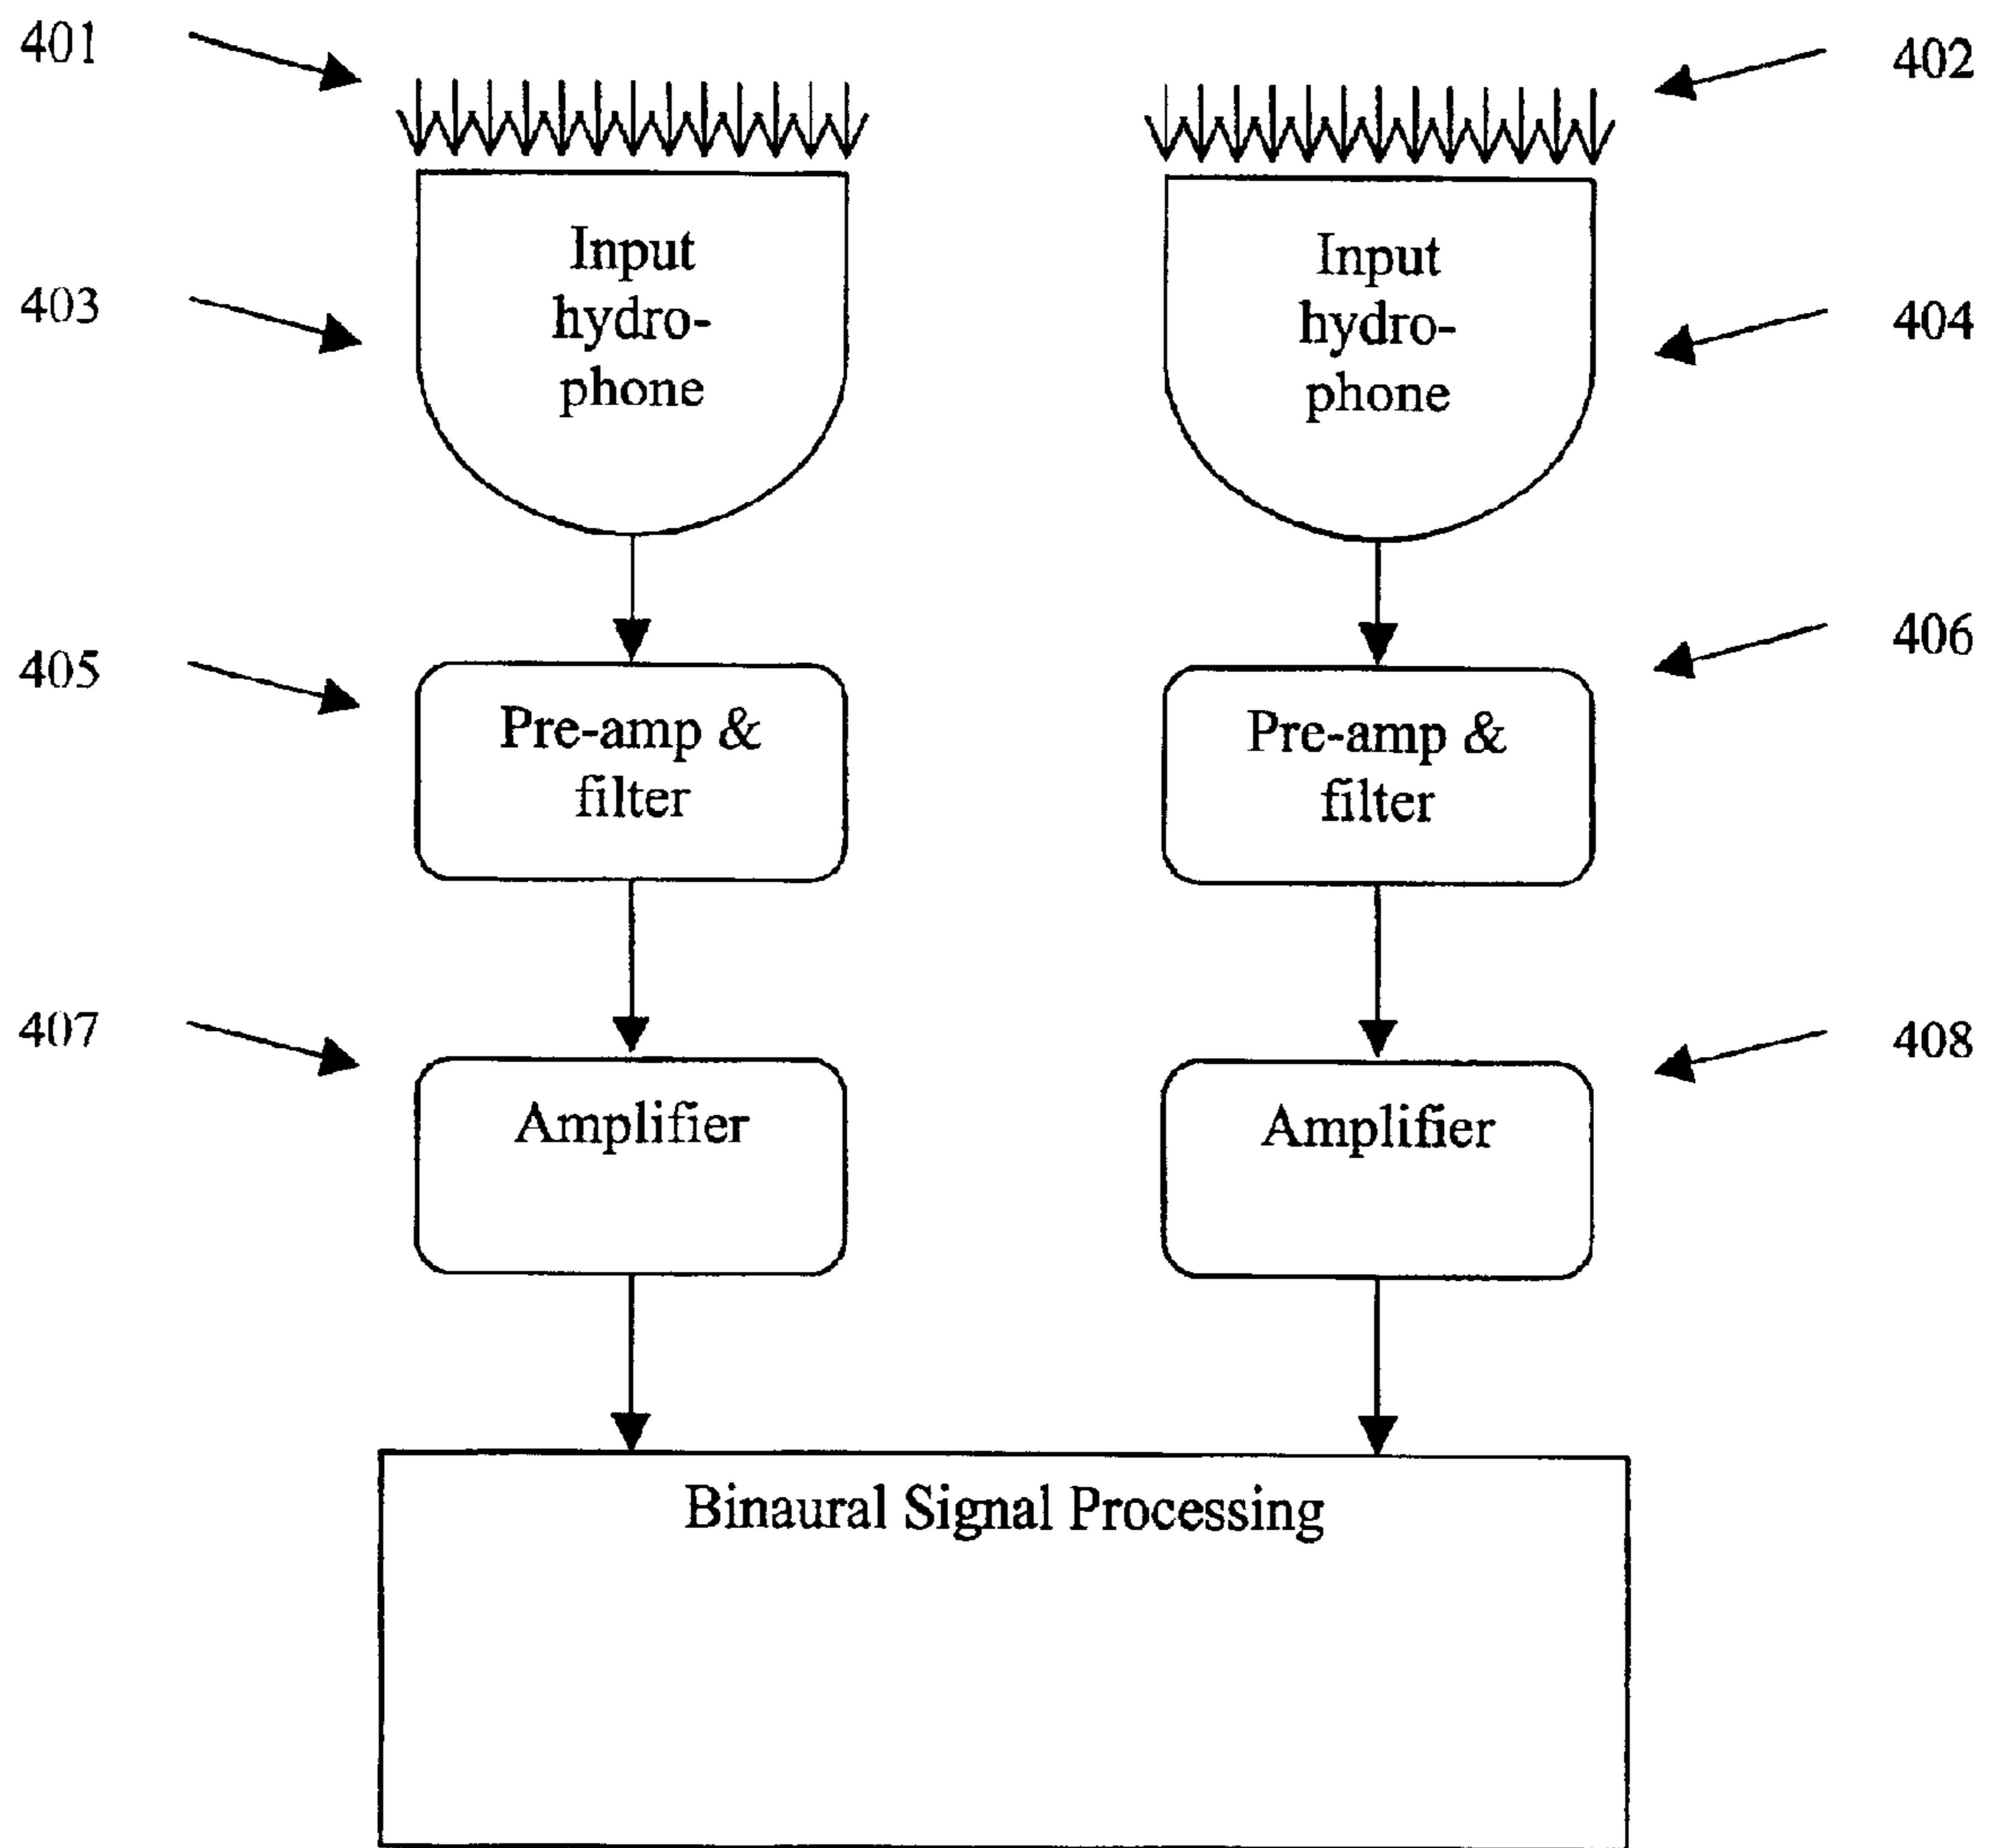 401
402
Input
hydro-
phone
Input
hydro-
phone
403
404
405
406
Pre-amp &
filter
Pre-amp &
filter
407
408
Amplifier
Amplifier
Binaural Signal Processing